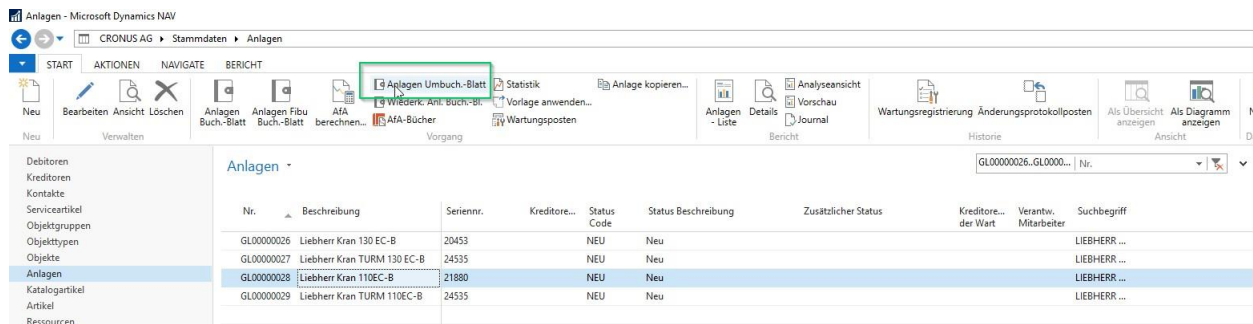 Anlagen - Microsoft Dynamics NAV
CRONUS AG ▸ Stammdaten ▸ Anlagen
START AKTIONEN NAVIGATE BERICHT
Neu
Bearbeiten Ansicht Löschen
Anlagen Buch.-Blatt
Anlagen Fibu Buch.-Blatt
AfA berechnen...
Anlagen Umbuch.-Blatt
Wiederk. Anl. Buch.-Bl.
AfA-Bücher
Statistik
Vorlage anwenden...
Wartungsposten
Anlage kopieren...
Anlagen - Liste
Details
Analyseansicht
Vorschau
Journal
Wartungsregistrierung Änderungsprotokollposten
Als Übersicht anzeigen
Als Diagramm anzeigen
Neu Verwalten Vorgang Bericht Historie Ansicht
Debitoren
Kreditoren
Kontakte
Serviceartikel
Objektgruppen
Objekttypen
Objekte
Anlagen
Katalogartikel
Artikel
Ressourcen
Anlagen
GL00000026..GL0000... Nr.
Nr. Beschreibung Seriennr. Kreditore... Status Code Status Beschreibung Zusätzlicher Status Kreditore... der Wart Verantw. Mitarbeiter Suchbegriff
GL00000026 Liebherr Kran 130 EC-B 20453 NEU Neu LIEBHERR ...
GL00000027 Liebherr Kran TURM 130 EC-B 24535 NEU Neu LIEBHERR ...
GL00000028 Liebherr Kran 110EC-B 21880 NEU Neu LIEBHERR ...
GL00000029 Liebherr Kran TURM 110EC-B 24535 NEU Neu LIEBHERR ...